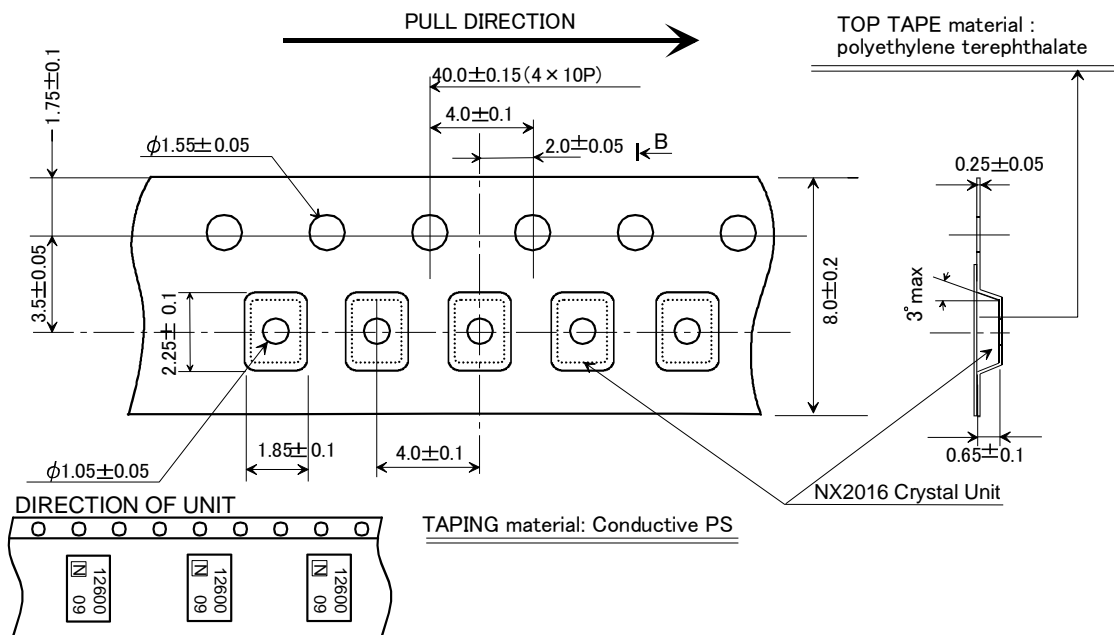 PULL DIRECTION
TOP TAPE material :
polyethylene terephthalate
1.75±0.1
40.0±0.15(4×10P)
4.0±0.1
φ1.55±0.05
2.0±0.05
B
0.25±0.05
3.5±0.05
2.25±0.1
8.0±0.2
3°max
1.85±0.1
4.0±0.1
0.65±0.1
φ1.05±0.05
NX2016 Crystal Unit
DIRECTION OF UNIT
TAPING material: Conductive PS
12600
N 09
12600
N 09
12600
N 09